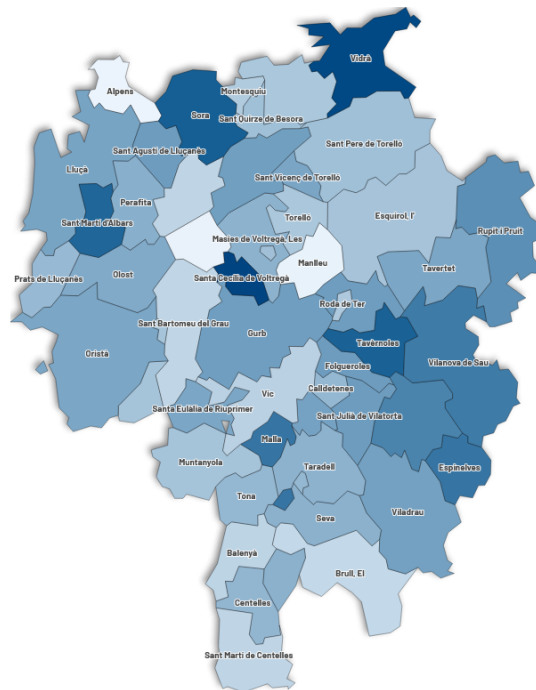 Vidrà
Alpens
Montesquiu
Sora
Sant Quirze de Besora
Sant Pere de Torelló
Sant Agustí de Lluçanès
Lluçà
Sant Vicenç de Torelló
Perafita
Sant Martí d'Albars
Torelló
Esquirol, l'
Rupit i Pruit
Masies de Voltregà, Les
Manlleu
Tavertet
Olost
Prats de Lluçanès
Santa Cecília de Voltregà
Roda de Ter
Sant Bartomeu del Grau
Gurb
Tavèrnoles
Oristà
Vilanova de Sau
Folgueroles
Vic
Calldetenes
Santa Eulàlia de Riuprimer
Sant Julià de Vilatorta
Malla
Muntanyola
Taradell
Espinelves
Tona
Viladrau
Seva
Balenyà
Brull, El
Centelles
Sant Martí de Centelles